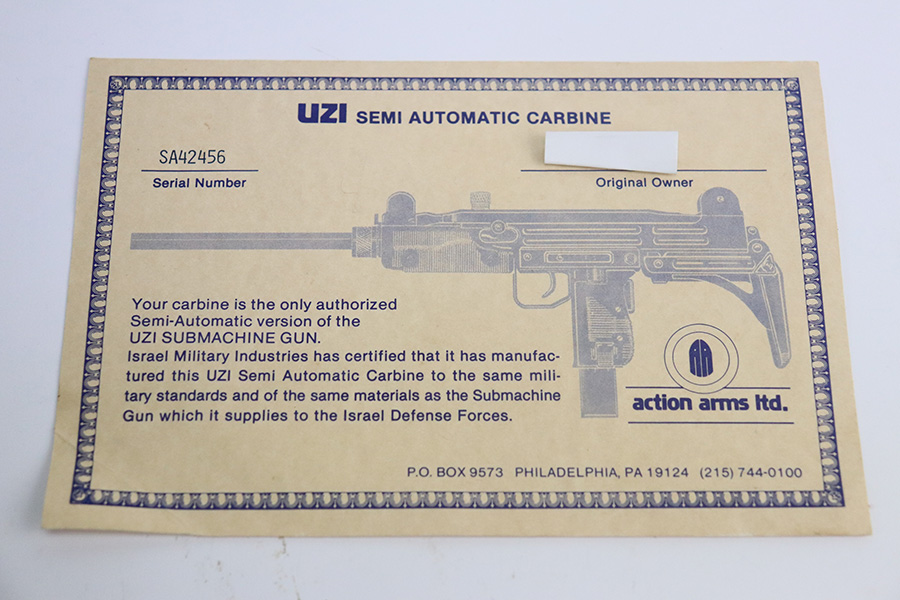 UZI SEMI AUTOMATIC CARBINE
SA42456
Serial Number
Original Owner
Your carbine is the only authorized
Semi-Automatic version of the
UZI SUBMACHINE GUN.
Israel Military Industries has certified that it has manufac-
tured this UZI Semi Automatic Carbine to the same mili-
tary standards and of the same materials as the Submachine
Gun which it supplies to the Israel Defense Forces.
AA
action arms ltd.
P.O. BOX 9573 PHILADELPHIA, PA 19124 (215) 744-0100